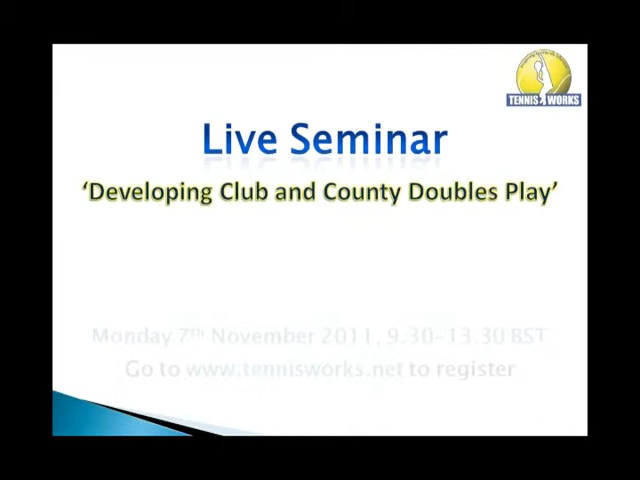 TENNIS WORKS
Live Seminar
‘Developing Club and County Doubles Play’
Monday 7th November 2011, 9.30-13.30 BST
Go to www.tennisworks.net to register